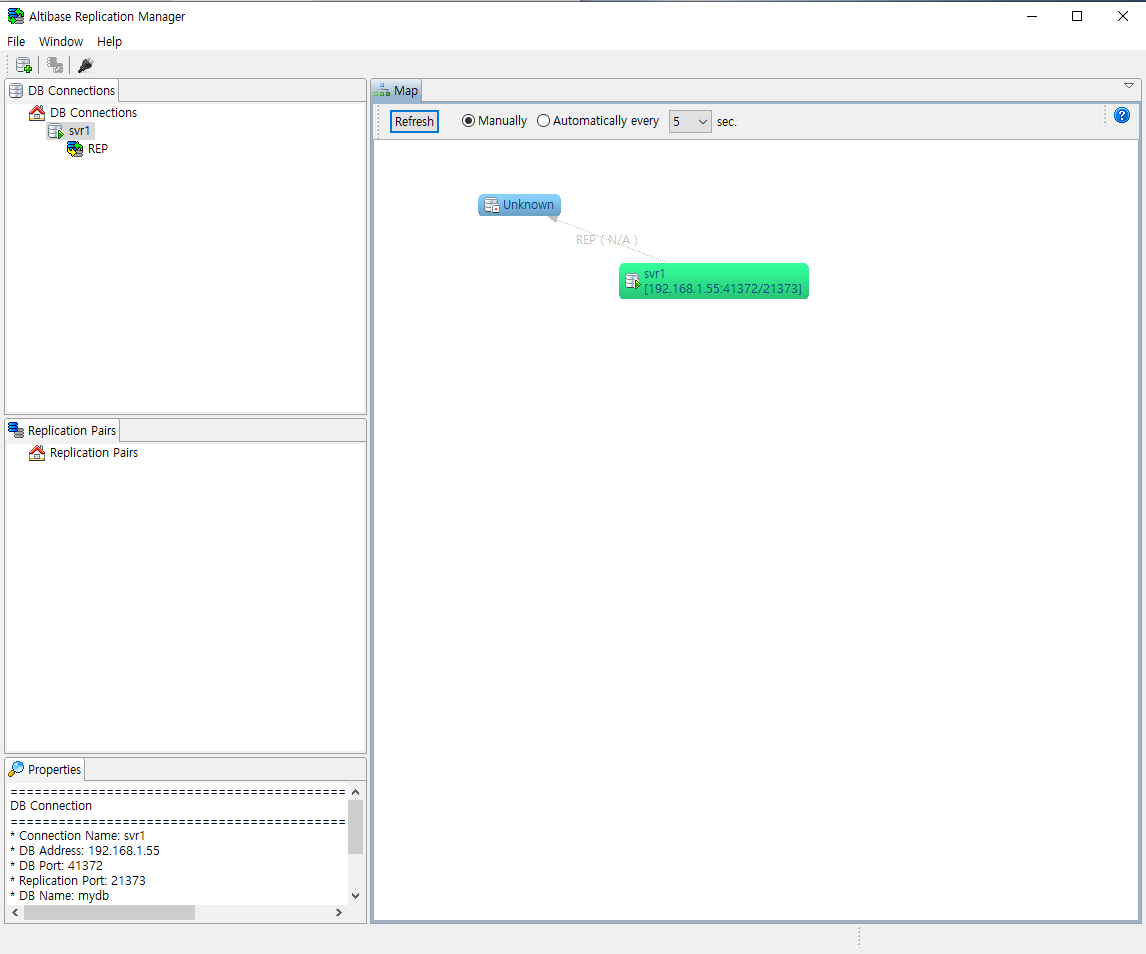 Altibase Replication Manager
File Window Help
DB Connections
DB Connections
svr1
REP
Replication Pairs
Replication Pairs
Properties
==========================================
DB Connection
==========================================
* Connection Name: svr1
* DB Address: 192.168.1.55
* DB Port: 41372
* Replication Port: 21373
* DB Name: mydb
Map
Refresh Manually Automatically every 5 sec.
?
Unknown
REP ( N/A )
svr1
[192.168.1.55:41372/21373]